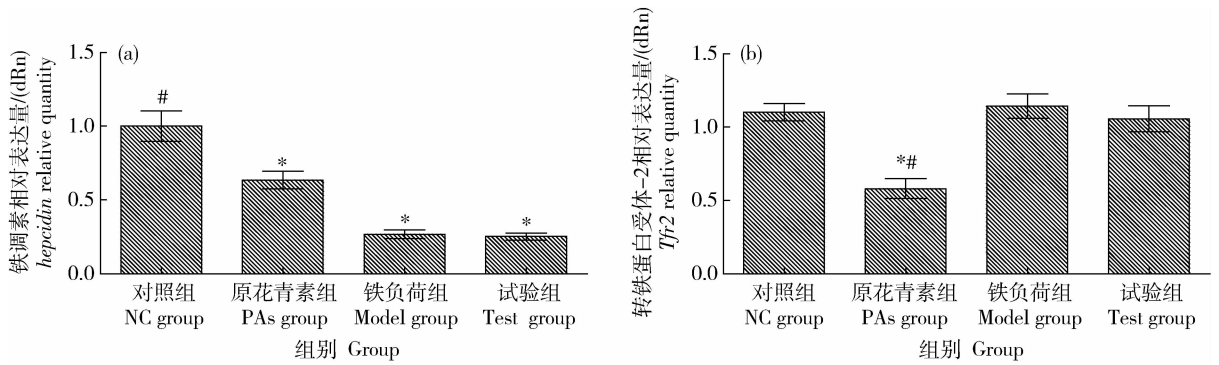 铁调素相对表达量/(dRn)
hepcidin relative quantity
(a)
1.5
1.0
0.5
0.0
#
*
*
*
对照组 原花青素组 铁负荷组 试验组
NC group PAs group Model group Test group
组别 Group
转铁蛋白受体-2相对表达量/(dRn)
Tfr2 relative quantity
(b)
1.5
1.0
0.5
0.0
*#
对照组 原花青素组 铁负荷组 试验组
NC group PAs group Model group Test group
组别 Group